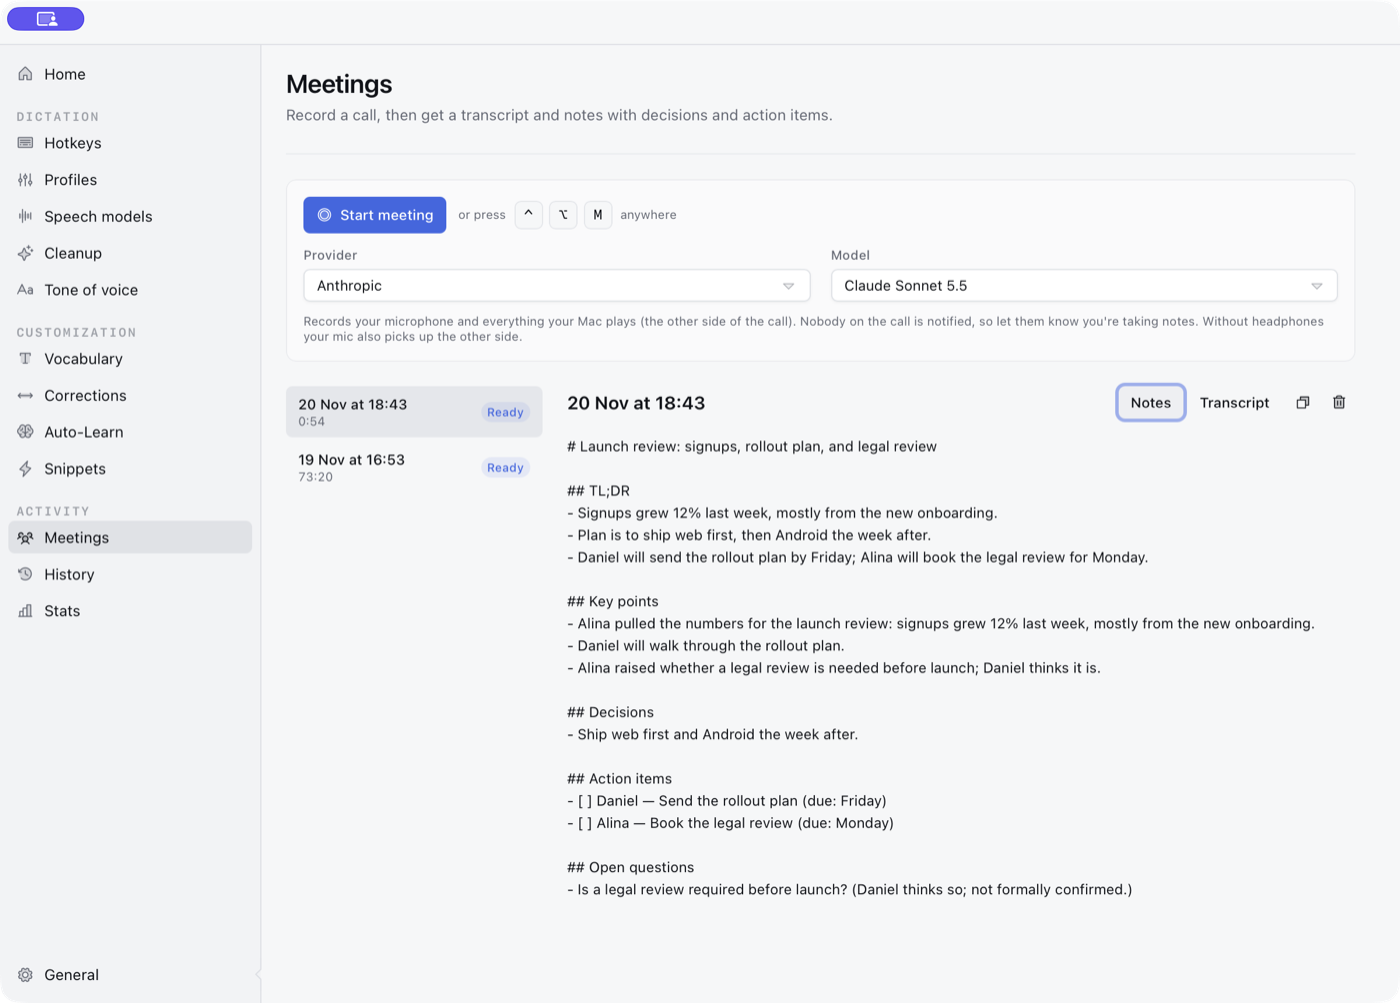 Home
DICTATION
Hotkeys
Profiles
Speech models
Cleanup
Aa Tone of voice
CUSTOMIZATION
Vocabulary
Corrections
Auto-Learn
Snippets
ACTIVITY
Meetings
History
Stats
General
Meetings
Record a call, then get a transcript and notes with decisions and action items.
Start meeting or press ^ ⌥ M anywhere
Provider
Anthropic
Model
Claude Sonnet 5.5
Records your microphone and everything your Mac plays (the other side of the call). Nobody on the call is notified, so let them know you're taking notes. Without headphones
your mic also picks up the other side.
20 Nov at 18:43
0:54
Ready
19 Nov at 16:53
73:20
Ready
20 Nov at 18:43
Notes Transcript
# Launch review: signups, rollout plan, and legal review
## TL;DR
- Signups grew 12% last week, mostly from the new onboarding.
- Plan is to ship web first, then Android the week after.
- Daniel will send the rollout plan by Friday; Alina will book the legal review for Monday.
## Key points
- Alina pulled the numbers for the launch review: signups grew 12% last week, mostly from the new onboarding.
- Daniel will walk through the rollout plan.
- Alina raised whether a legal review is needed before launch; Daniel thinks it is.
## Decisions
- Ship web first and Android the week after.
## Action items
- [ ] Daniel — Send the rollout plan (due: Friday)
- [ ] Alina — Book the legal review (due: Monday)
## Open questions
- Is a legal review required before launch? (Daniel thinks so; not formally confirmed.)